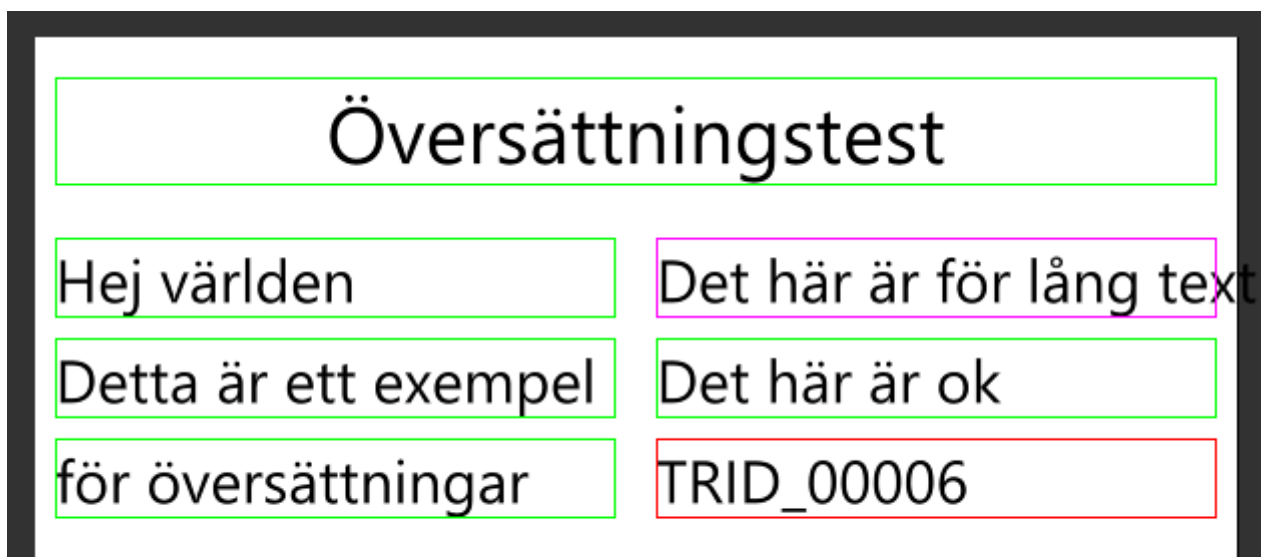 Översättningstest
Hej världen
Det här är för lång text
Detta är ett exempel
Det här är ok
för översättningar
TRID_00006